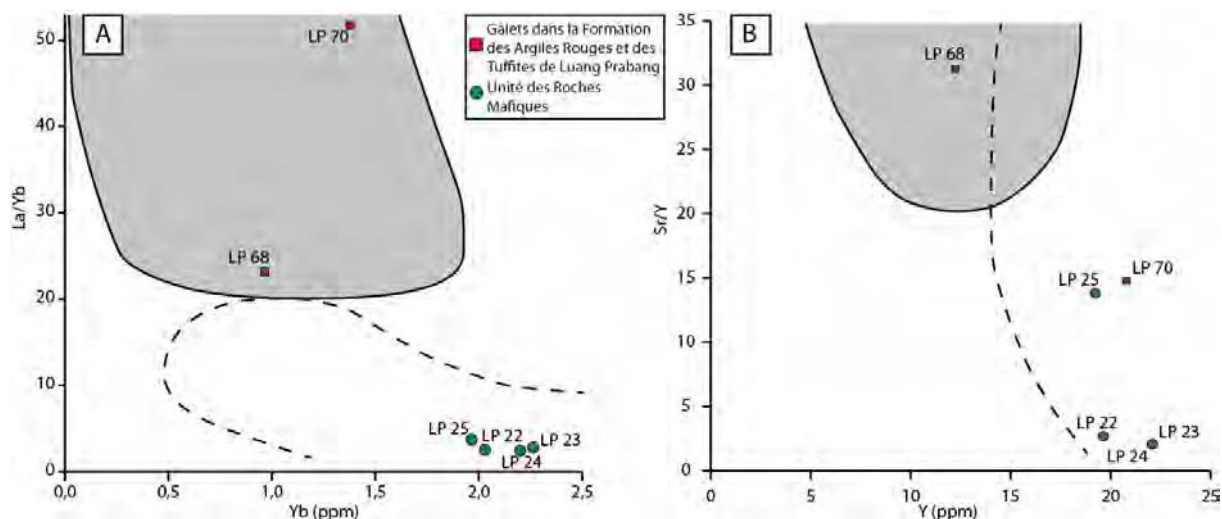 A
La/Yb
50
40
30
20
10
0
LP 70
LP 68
LP 25
LP 22
LP 23
LP 24
0,0
0,5
1,0
1,5
2,0
2,5
Yb (ppm)
Galets dans la Formation
des Argiles Rouges et des
Tuffites de Luang Prabang
Unité des Roches
Mafiques
B
Sr/Y
35
30
25
20
15
10
5
0
LP 68
LP 25
LP 70
LP 22
LP 23
LP 24
0
5
10
15
20
25
Y (ppm)